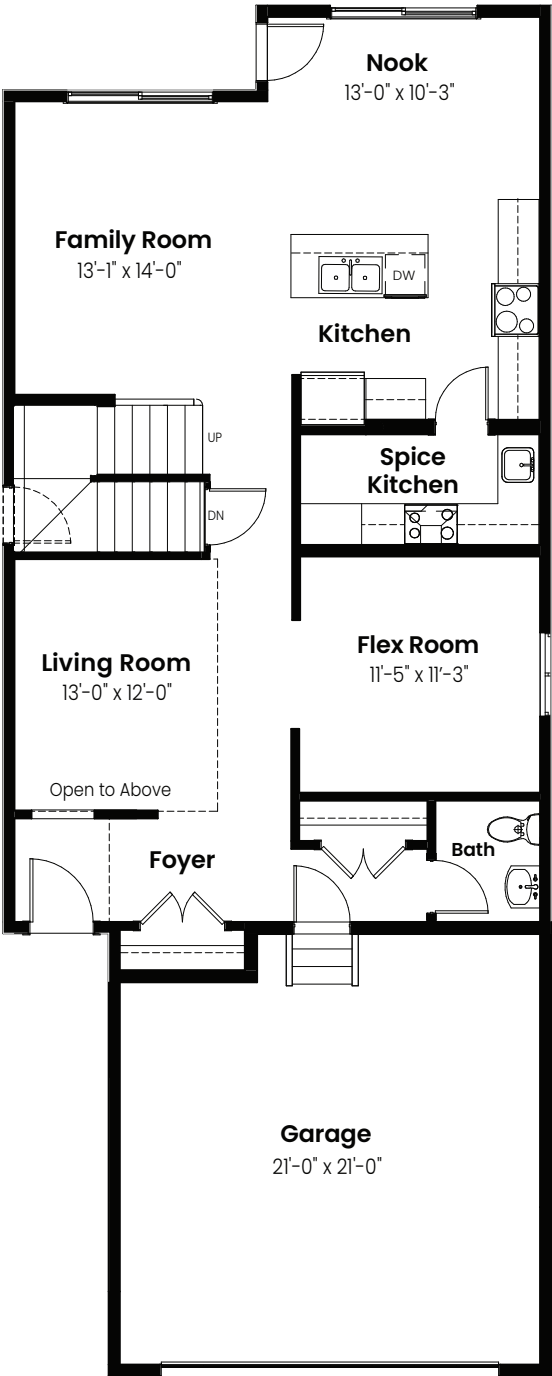 Nook
13'-0" x 10'-3"
Family Room
13'-1" x 14'-0"
DW
Kitchen
UP
Spice
Kitchen
DN
Flex Room
11'-5" x 11’-3"
Living Room
13'-0" x 12'-0"
Open to Above
Bath
Foyer
Garage
21'-0" x 21'-0"